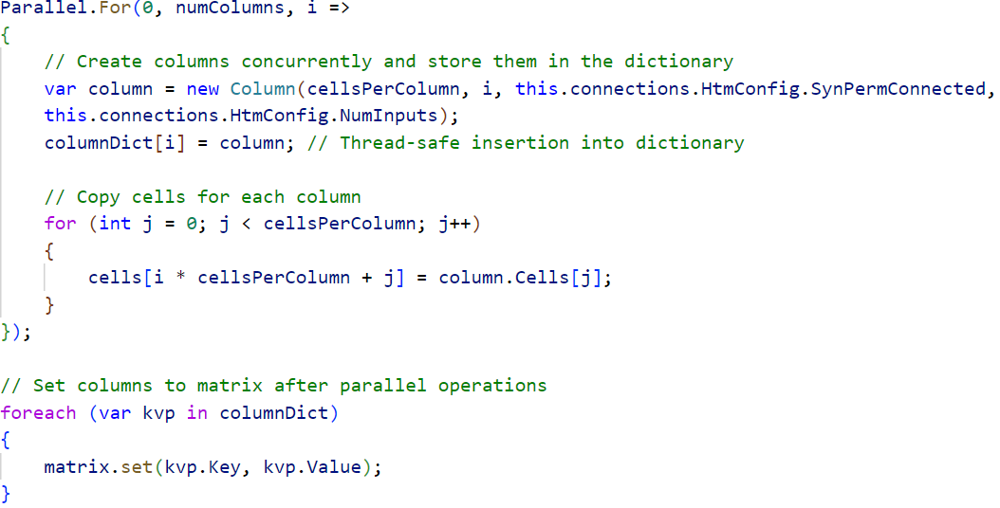 Parallel.For(0, numColumns, i =>
{
    // Create columns concurrently and store them in the dictionary
    var column = new Column(cellsPerColumn, i, this.connections.HtmConfig.SynPermConnected,
    this.connections.HtmConfig.NumInputs);
    columnDict[i] = column; // Thread-safe insertion into dictionary

    // Copy cells for each column
    for (int j = 0; j < cellsPerColumn; j++)
    {
        cells[i * cellsPerColumn + j] = column.Cells[j];
    }
});

// Set columns to matrix after parallel operations
foreach (var kvp in columnDict)
{
    matrix.set(kvp.Key, kvp.Value);
}